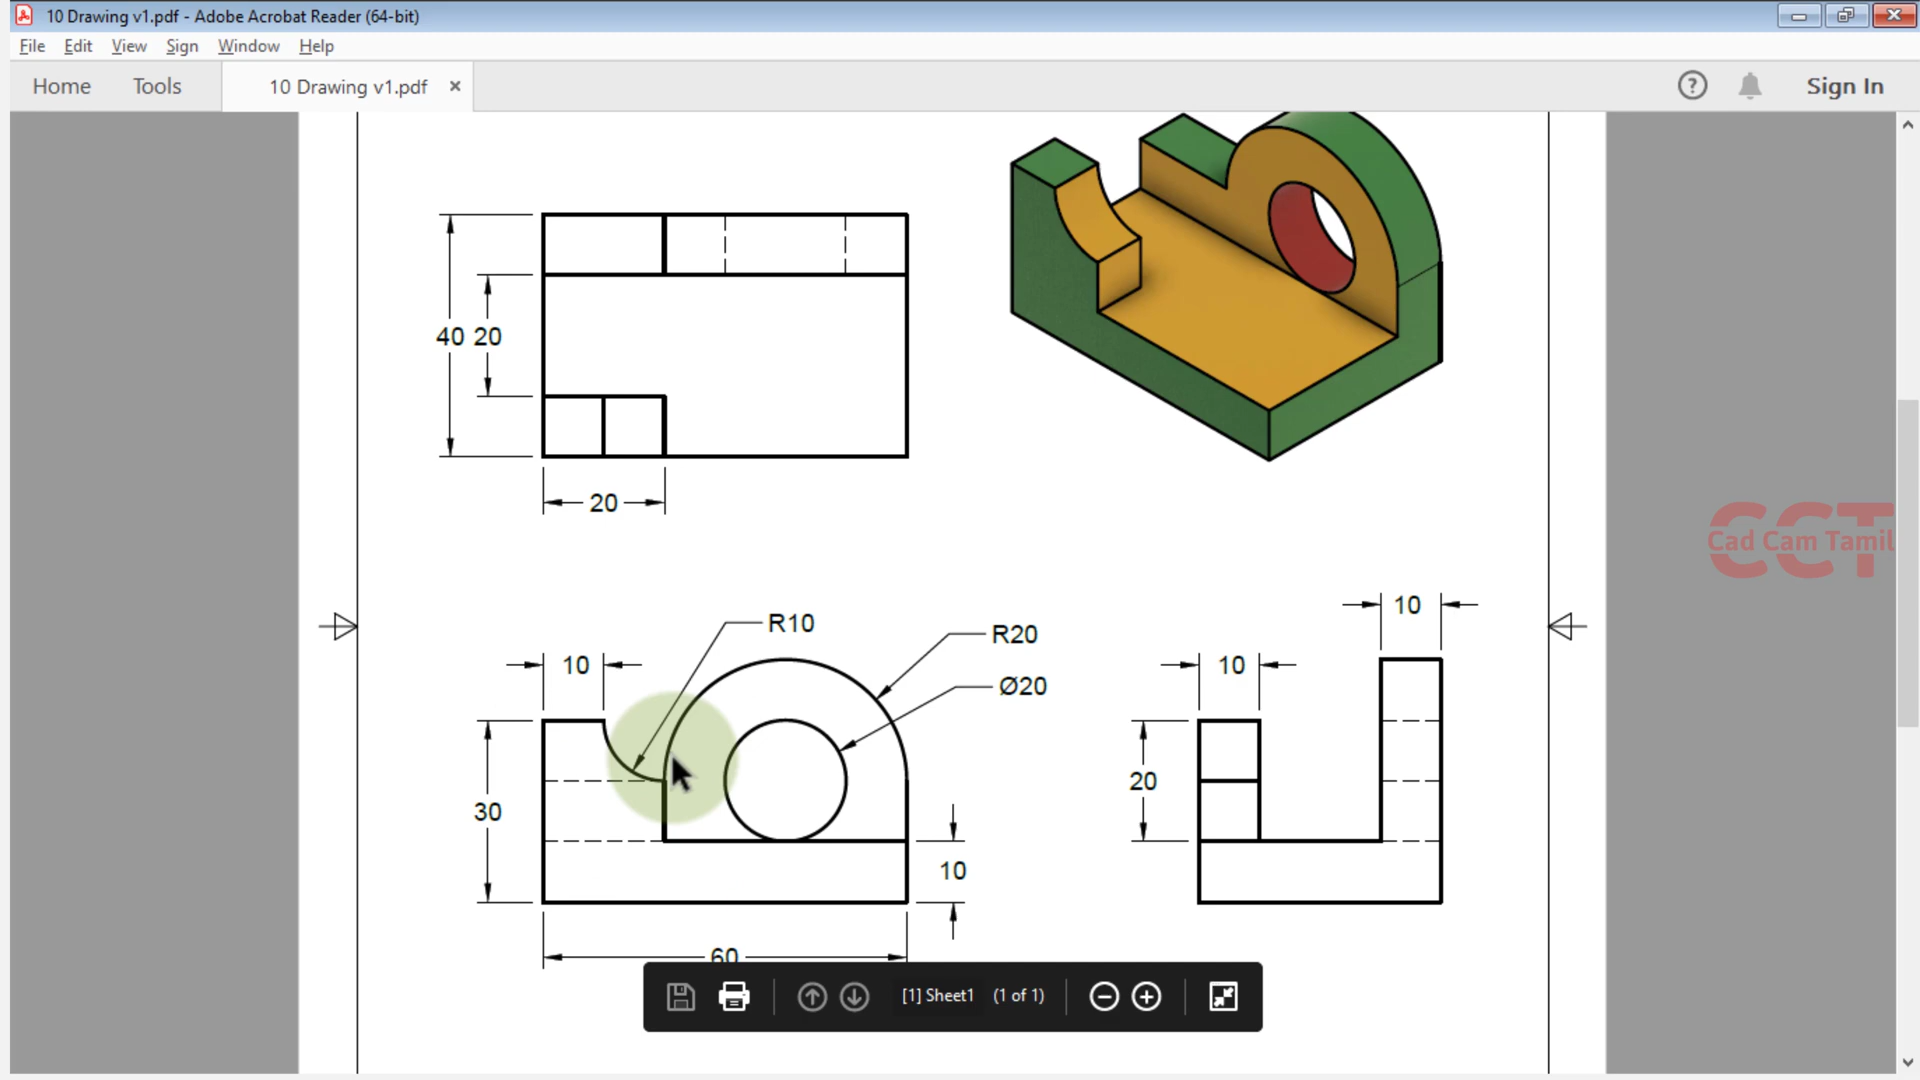 10 Drawing v1.pdf - Adobe Acrobat Reader (64-bit)
File Edit View Sign Window Help
Home Tools 10 Drawing v1.pdf × ? Sign In
40 20
20
CCT
Cad Cam Tamil
R10
R20
Ø20
10
30
10
60
10
10
20
[1] Sheet1 (1 of 1)